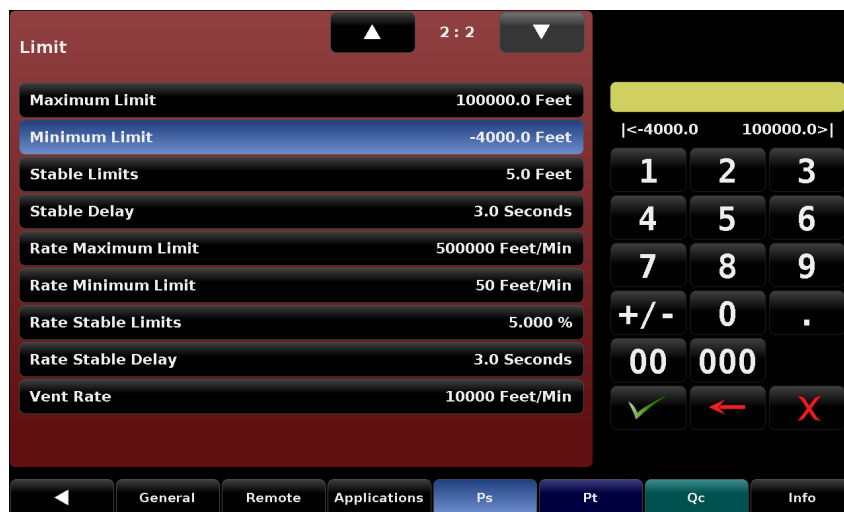 Limit
2 : 2
Maximum Limit 100000.0 Feet
Minimum Limit -4000.0 Feet
Stable Limits 5.0 Feet
Stable Delay 3.0 Seconds
Rate Maximum Limit 500000 Feet/Min
Rate Minimum Limit 50 Feet/Min
Rate Stable Limits 5.000 %
Rate Stable Delay 3.0 Seconds
Vent Rate 10000 Feet/Min
|<-4000.0 100000.0>|
1 2 3
4 5 6
7 8 9
+/- 0 .
00 000
X
General Remote Applications Ps Pt Qc Info